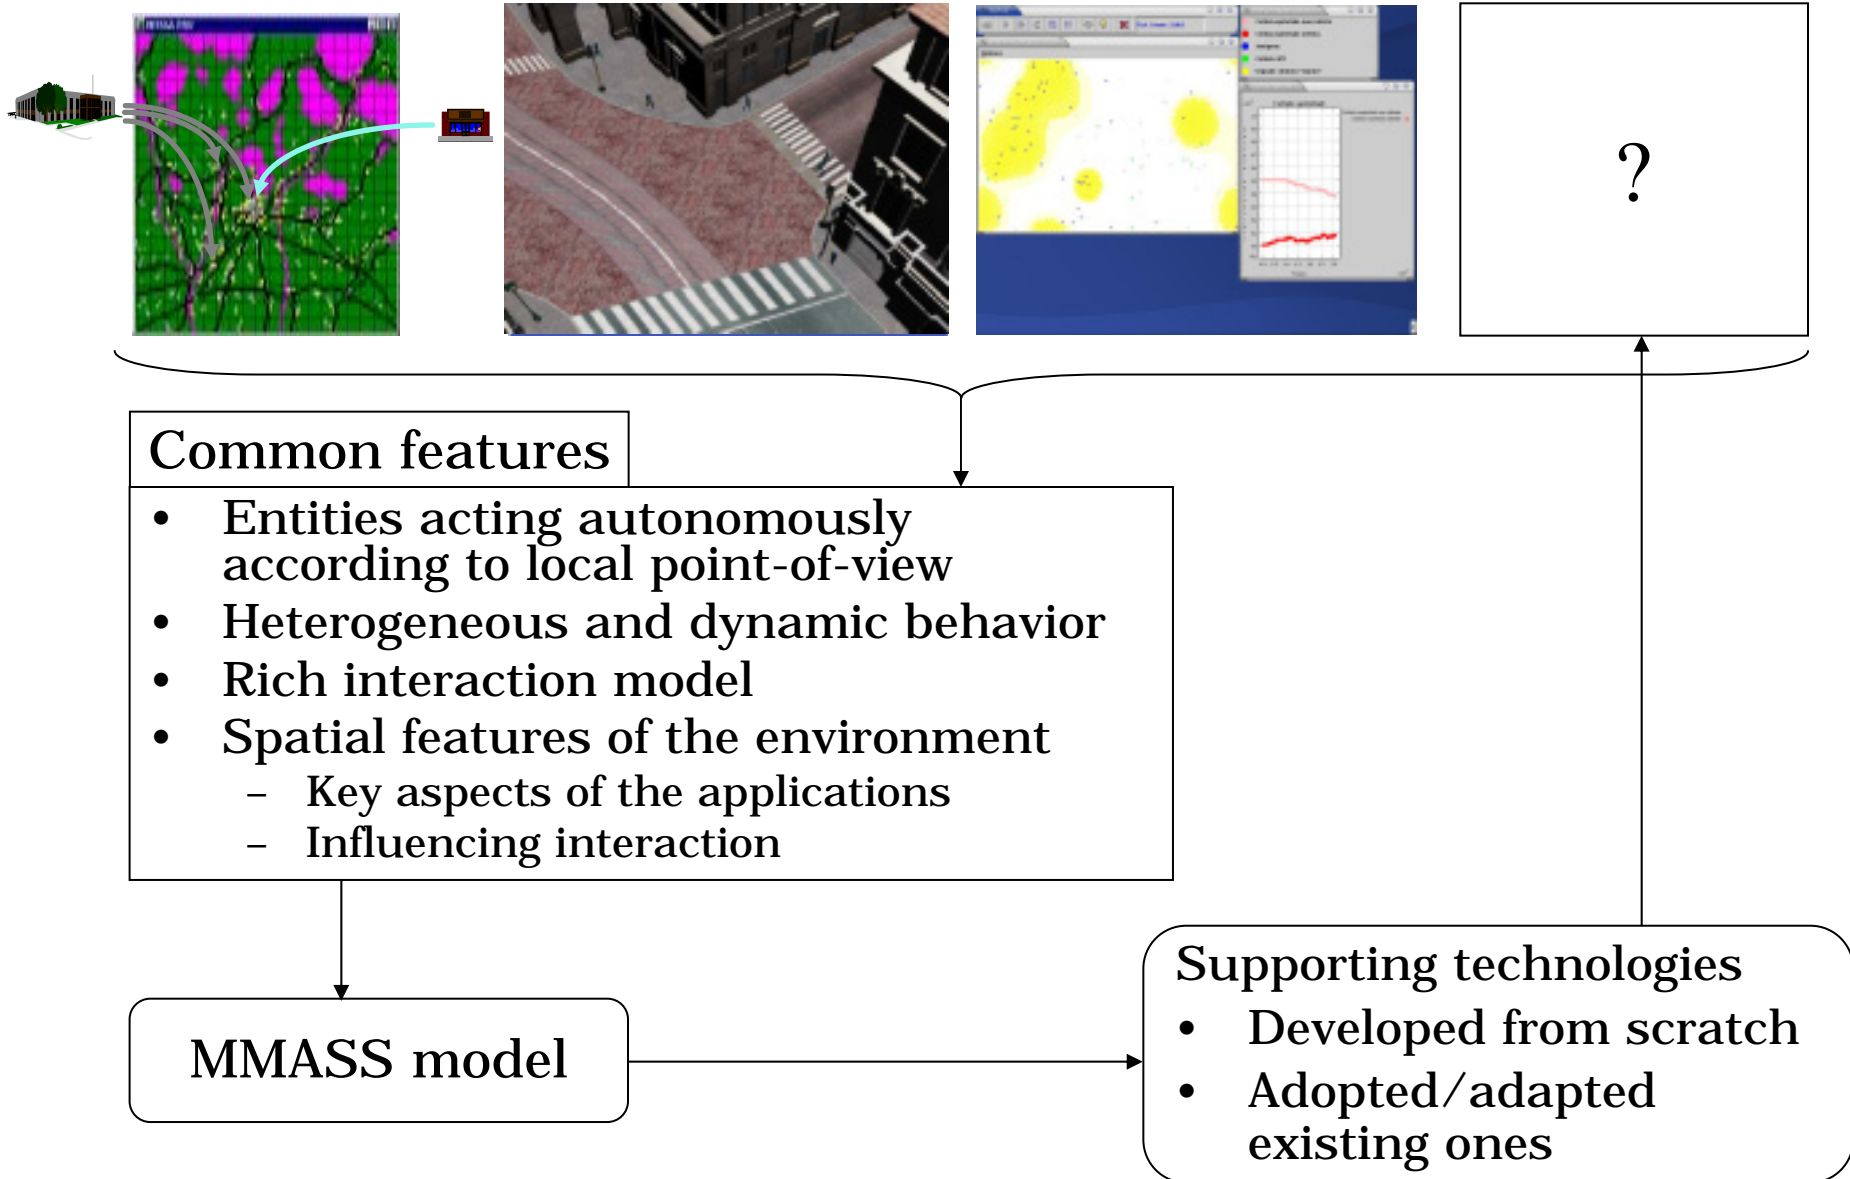 ?
Common features
• Entities acting autonomously
according to local point-of-view
• Heterogeneous and dynamic behavior
• Rich interaction model
• Spatial features of the environment
– Key aspects of the applications
– Influencing interaction
MMASS model
Supporting technologies
• Developed from scratch
• Adopted/adapted
existing ones